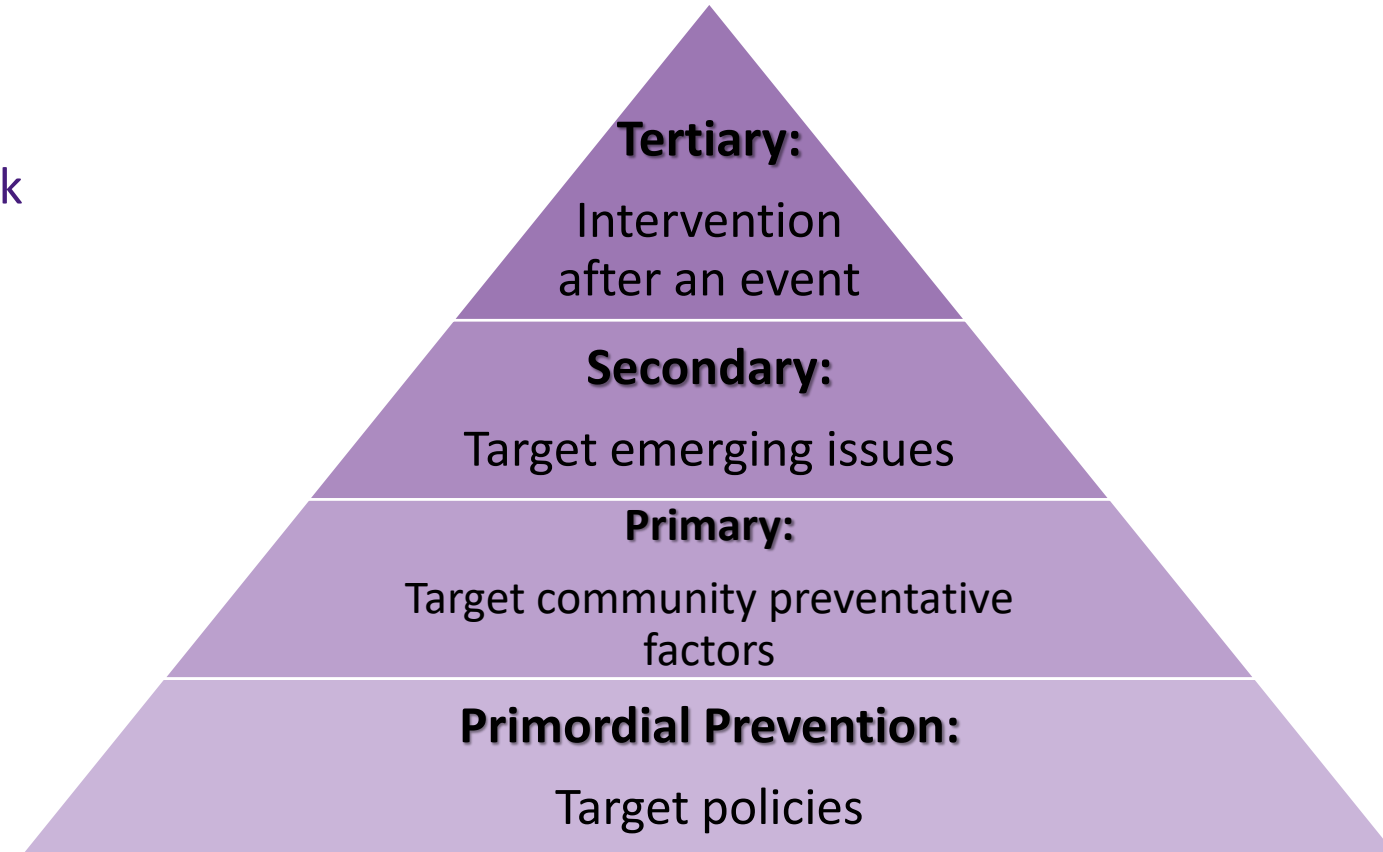 k
Tertiary:
Intervention
after an event
Secondary:
Target emerging issues
Primary:
Target community preventative
factors
Primordial Prevention:
Target policies